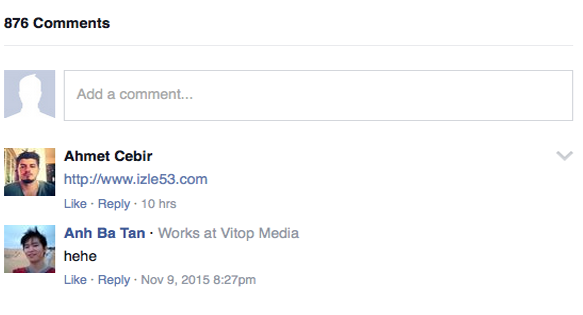 876 Comments
Add a comment...
Ahmet Cebir
http://www.izle53.com
Like · Reply · 10 hrs
Anh Ba Tan · Works at Vitop Media
hehe
Like · Reply · Nov 9, 2015 8:27pm